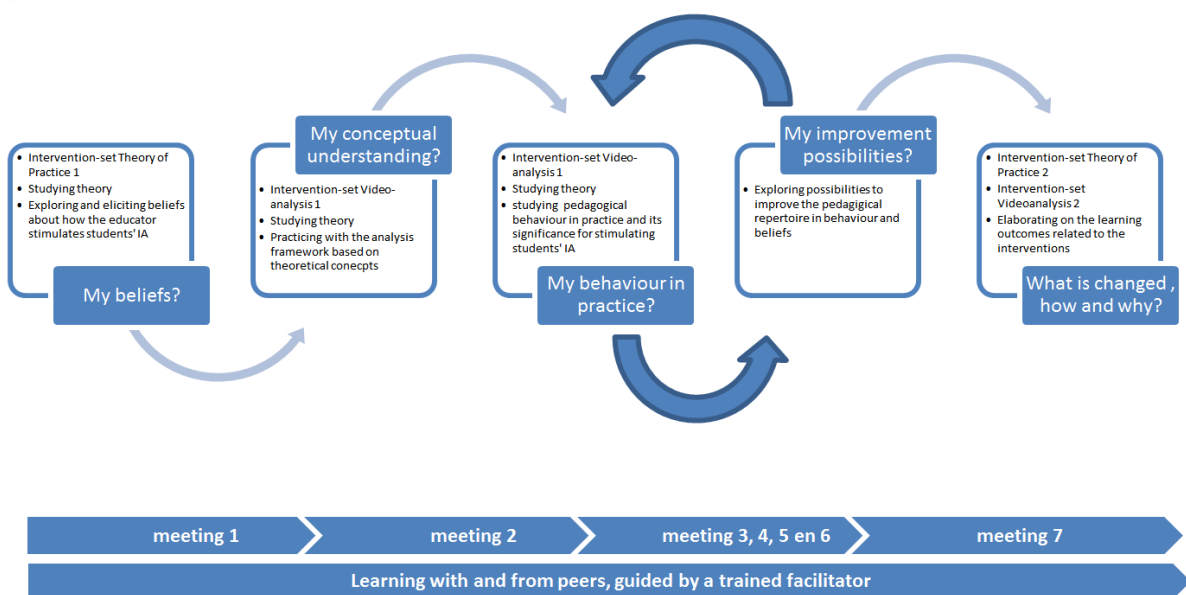 • Intervention-set Theory of
Practice 1
• Studying theory
• Exploring and eliciting beliefs
about how the educator
stimulates students' IA
My beliefs?
My conceptual
understanding?
• Intervention-set Video-
analysis 1
• Studying theory
• Practicing with the analysis
framework based on
theoretical conecpts
• Intervention-set Video-
analysis 1
• Studying theory
• studying pedagogical
behaviour in practice and its
significance for stimulating
students' IA
My behaviour in
practice?
My improvement
possibilities?
• Exploring possibilities to
improve the pedagigical
repertoire in behaviour and
beliefs
• Intervention-set Theory of
Practice 2
• Intervention-set
Videoanalysis 2
• Elaborating on the learning
outcomes related to the
interventions
What is changed ,
how and why?
meeting 1
meeting 2
meeting 3, 4, 5 en 6
meeting 7
Learning with and from peers, guided by a trained facilitator